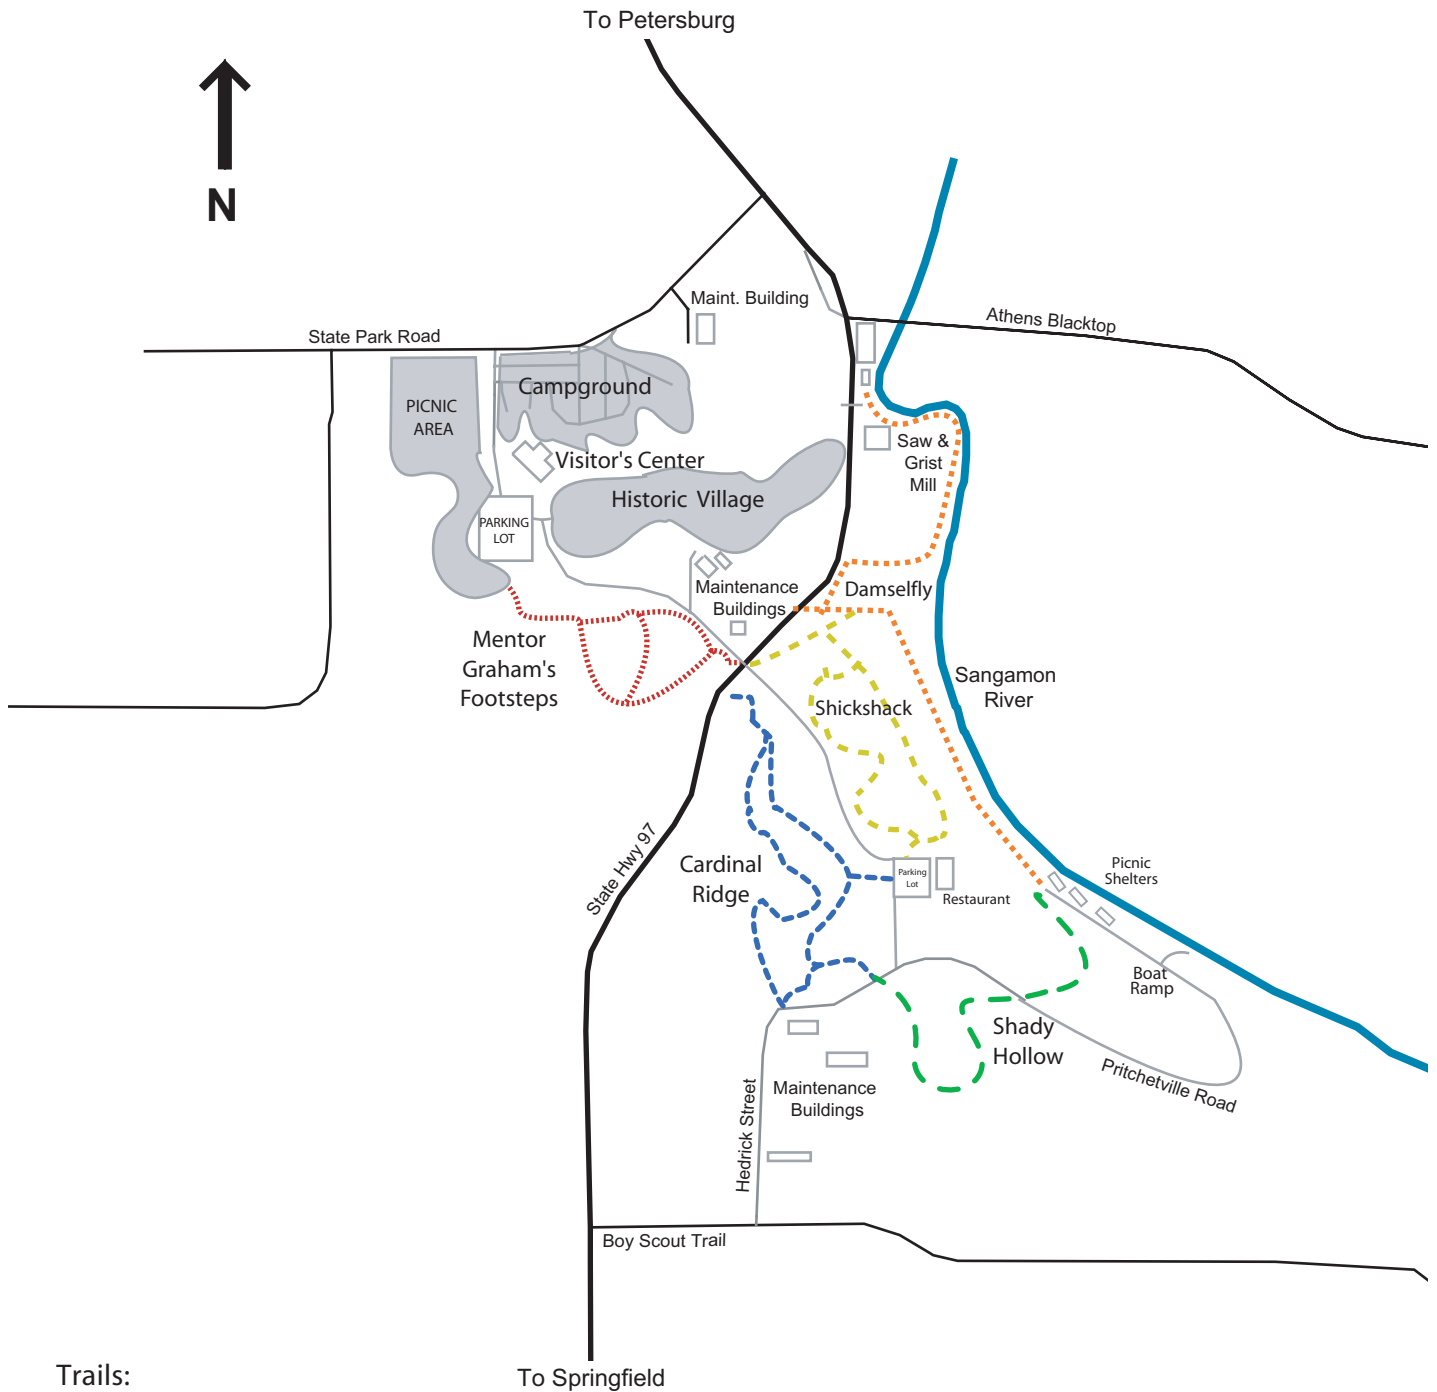 To Petersburg
N
Maint. Building
Athens Blacktop
State Park Road
Campground
PICNIC
AREA
Saw &
Grist
Mill
Visitor's Center
Historic Village
PARKING
LOT
Maintenance
Buildings
Damselfly
Mentor
Graham's
Footsteps
Sangamon
River
Shickshack
State Hwy 97
Cardinal
Ridge
Parking
Lot
Restaurant
Picnic
Shelters
Boat
Ramp
Shady
Hollow
Pritchetville Road
Maintenance
Buildings
Hedrick Street
Boy Scout Trail
Trails:
To Springfield